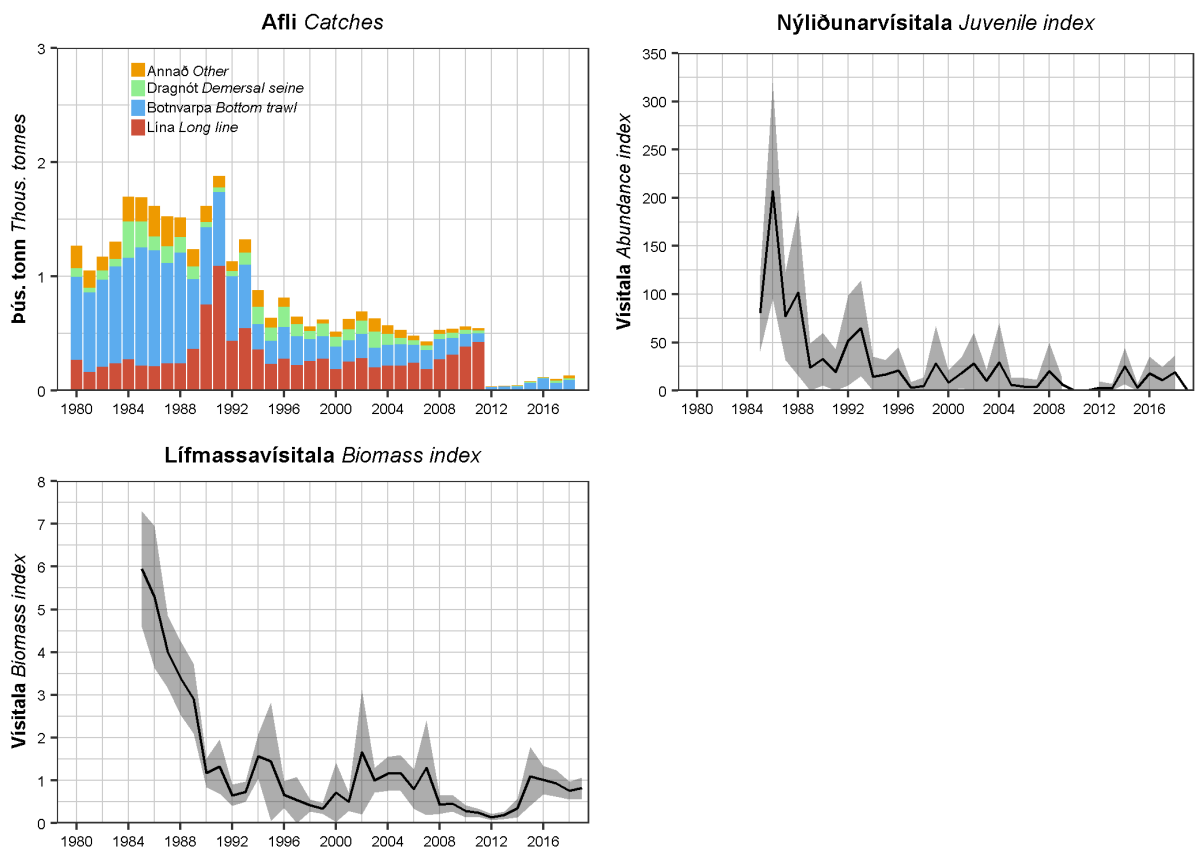 Afli Catches
Þús. tonn Thous. tonnes
3
2
1
0
Annað Other
Dragnót Demersal seine
Botnvarpa Bottom trawl
Lína Long line
1980 1984 1988 1992 1996 2000 2004 2008 2012 2016
Nýliðunarvísitala Juvenile index
Vísitala Abundance index
350
300
250
200
150
100
50
0
1980 1984 1988 1992 1996 2000 2004 2008 2012 2016
Lífmassavísitala Biomass index
Vísitala Biomass index
8
7
6
5
4
3
2
1
0
1980 1984 1988 1992 1996 2000 2004 2008 2012 2016